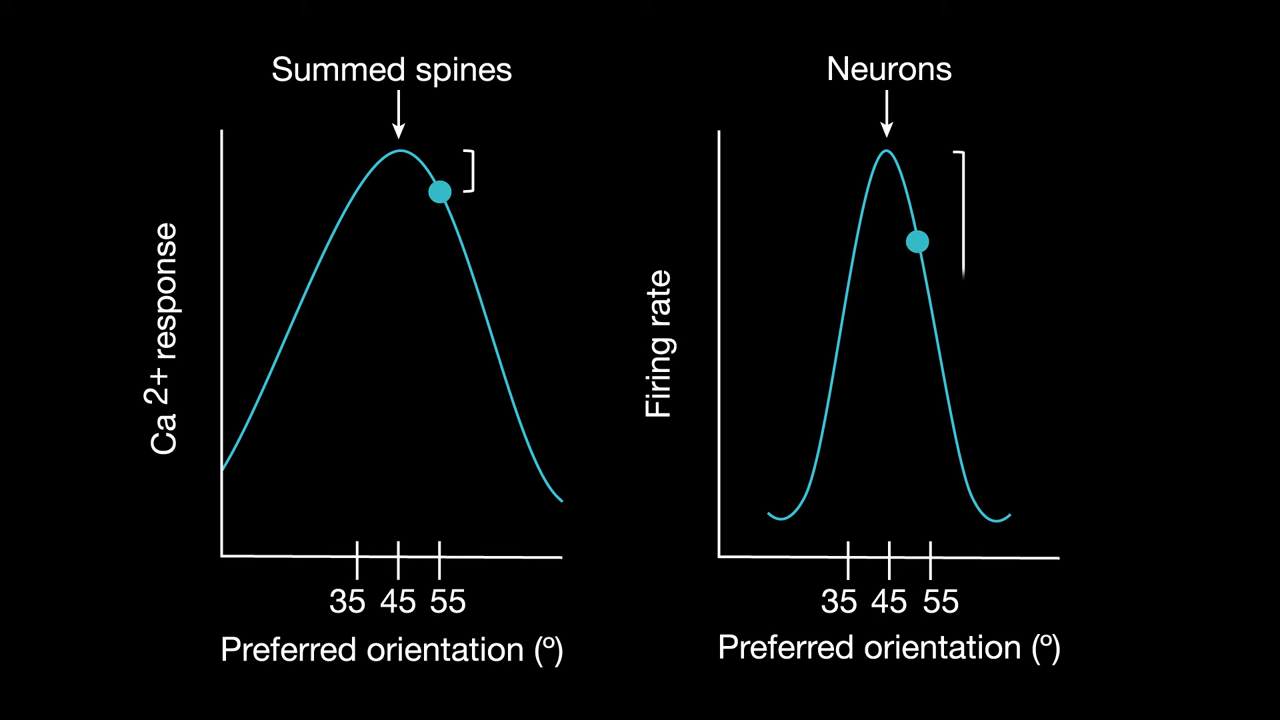 Summed spines
Ca 2+ response
35 45 55
Preferred orientation (º)
Neurons
Firing rate
35 45 55
Preferred orientation (º)